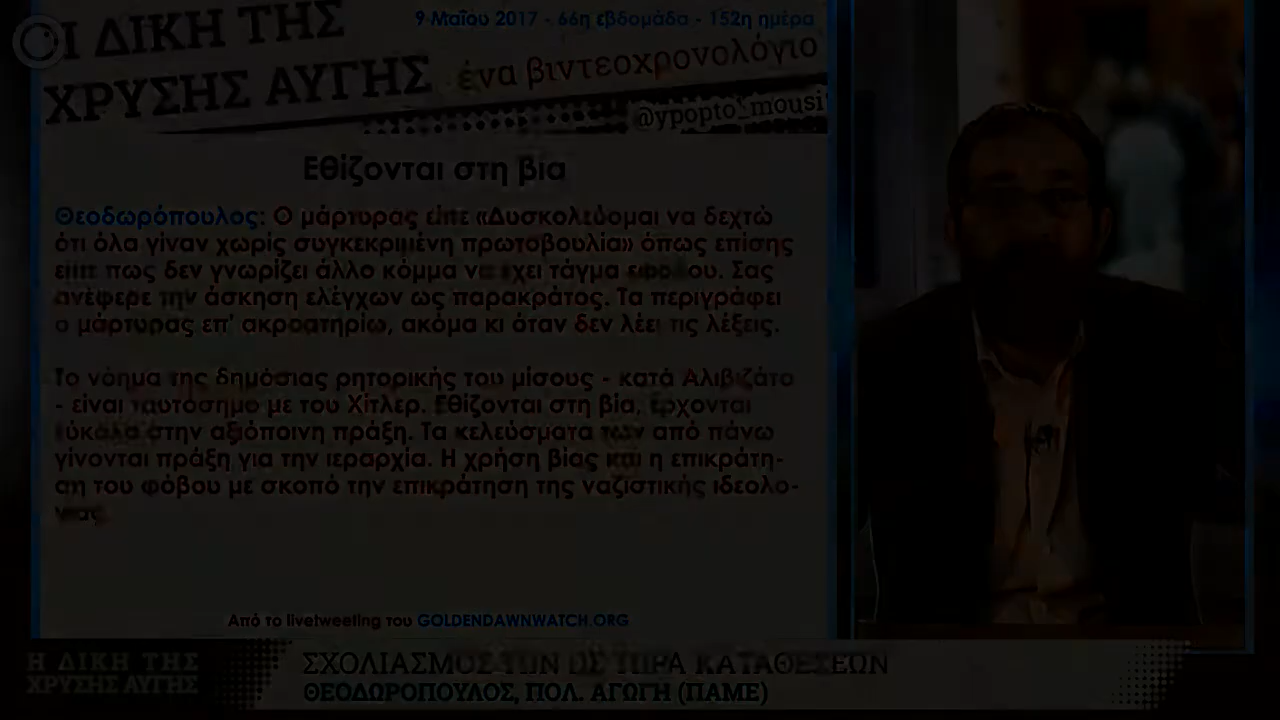 9 Μαΐου 2017 - 66η εβδομάδα - 152η ημέρα
ΔΙΚΗ ΤΗΣ
ΧΡΥΣΗΣ ΑΥΓΗΣ ένα βιντεοχρονολόγιο
@ypopto_mousi
Εθίζονται στη βία
Θεοδωρόπουλος: Ο μάρτυρας είπε «Δυσκολεύομαι να δεχτώ
ότι όλα γίναν χωρίς συγκεκριμένη πρωτοβουλία» όπως επίσης
είπε πως δεν γνωρίζει άλλο κόμμα να έχει τάγμα εφόδου. Σας
ανέφερε την άσκηση ελέγχων ως παρακράτος. Τα περιγράφει
ο μάρτυρας επ' ακροατηρίω, ακόμα κι όταν δεν λέει τις λέξεις.
Το νόημα της δημόσιας ρητορικής του μίσους - κατά Αλιβιζάτο
- είναι ταυτόσημο με του Χίτλερ. Εθίζονται στη βία, έρχονται
εύκολα στην αξιόποινη πράξη. Τα κελεύσματα των από πάνω
γίνονται πράξη για την ιεραρχία. Η χρήση βίας και η επικράτη-
ση του φόβου με σκοπό την επικράτηση της ναζιστικής ιδεολο-
γίας.
Από το livetweeting του GOLDENDAWNWATCH.ORG
Η ΔΙΚΗ ΤΗΣ
ΧΡΥΣΗΣ ΑΥΓΗΣ
ΣΧΟΛΙΑΣΜΟΣ ΤΩΝ ΩΣ ΤΩΡΑ ΚΑΤΑΘΕΣΕΩΝ
ΘΕΟΔΩΡΟΠΟΥΛΟΣ, ΠΟΛ. ΑΓΩΓΗ (ΠΑΜΕ)